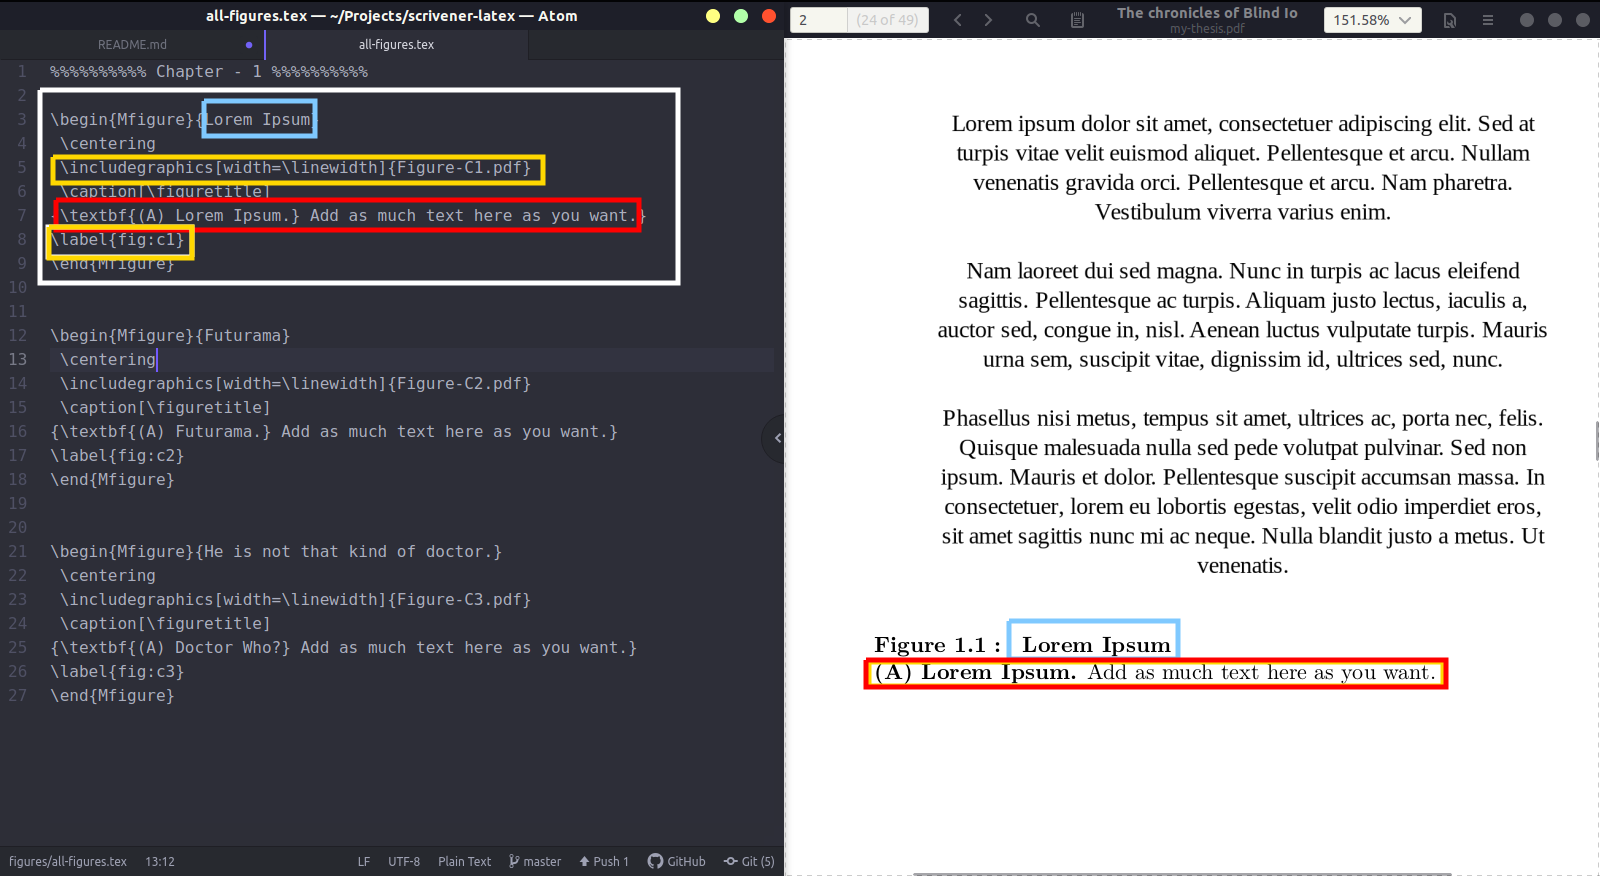 all-figures.tex — ~/Projects/scrivener-latex — Atom
README.md
all-figures.tex
1 %%%%%%%%%% Chapter - 1 %%%%%%%%%%
2
3 \begin{Mfigure}{Lorem Ipsum}
4 \centering
5 \includegraphics[width=\linewidth]{Figure-C1.pdf}
6 \caption[\figuretitle]
7 {\textbf{(A) Lorem Ipsum.} Add as much text here as you want.}
8 \label{fig:c1}
9 \end{Mfigure}
10
11
12 \begin{Mfigure}{Futurama}
13 \centering
14 \includegraphics[width=\linewidth]{Figure-C2.pdf}
15 \caption[\figuretitle]
16 {\textbf{(A) Futurama.} Add as much text here as you want.}
17 \label{fig:c2}
18 \end{Mfigure}
19
20
21 \begin{Mfigure}{He is not that kind of doctor.}
22 \centering
23 \includegraphics[width=\linewidth]{Figure-C3.pdf}
24 \caption[\figuretitle]
25 {\textbf{(A) Doctor Who?} Add as much text here as you want.}
26 \label{fig:c3}
27 \end{Mfigure}
figures/all-figures.tex 13:12 LF UTF-8 Plain Text master Push 1 GitHub Git (5)
2 (24 of 49)
The chronicles of Blind Io
my-thesis.pdf
151.58%
Lorem ipsum dolor sit amet, consectetuer adipiscing elit. Sed at
turpis vitae velit euismod aliquet. Pellentesque et arcu. Nullam
venenatis gravida orci. Pellentesque et arcu. Nam pharetra.
Vestibulum viverra varius enim.
Nam laoreet dui sed magna. Nunc in turpis ac lacus eleifend
sagittis. Pellentesque ac turpis. Aliquam justo lectus, iaculis a,
auctor sed, congue in, nisl. Aenean luctus vulputate turpis. Mauris
urna sem, suscipit vitae, dignissim id, ultrices sed, nunc.
Phasellus nisi metus, tempus sit amet, ultrices ac, porta nec, felis.
Quisque malesuada nulla sed pede volutpat pulvinar. Sed non
ipsum. Mauris et dolor. Pellentesque suscipit accumsan massa. In
consectetuer, lorem eu lobortis egestas, velit odio imperdiet eros,
sit amet sagittis nunc mi ac neque. Nulla blandit justo a metus. Ut
venenatis.
Figure 1.1 : Lorem Ipsum
(A) Lorem Ipsum. Add as much text here as you want.